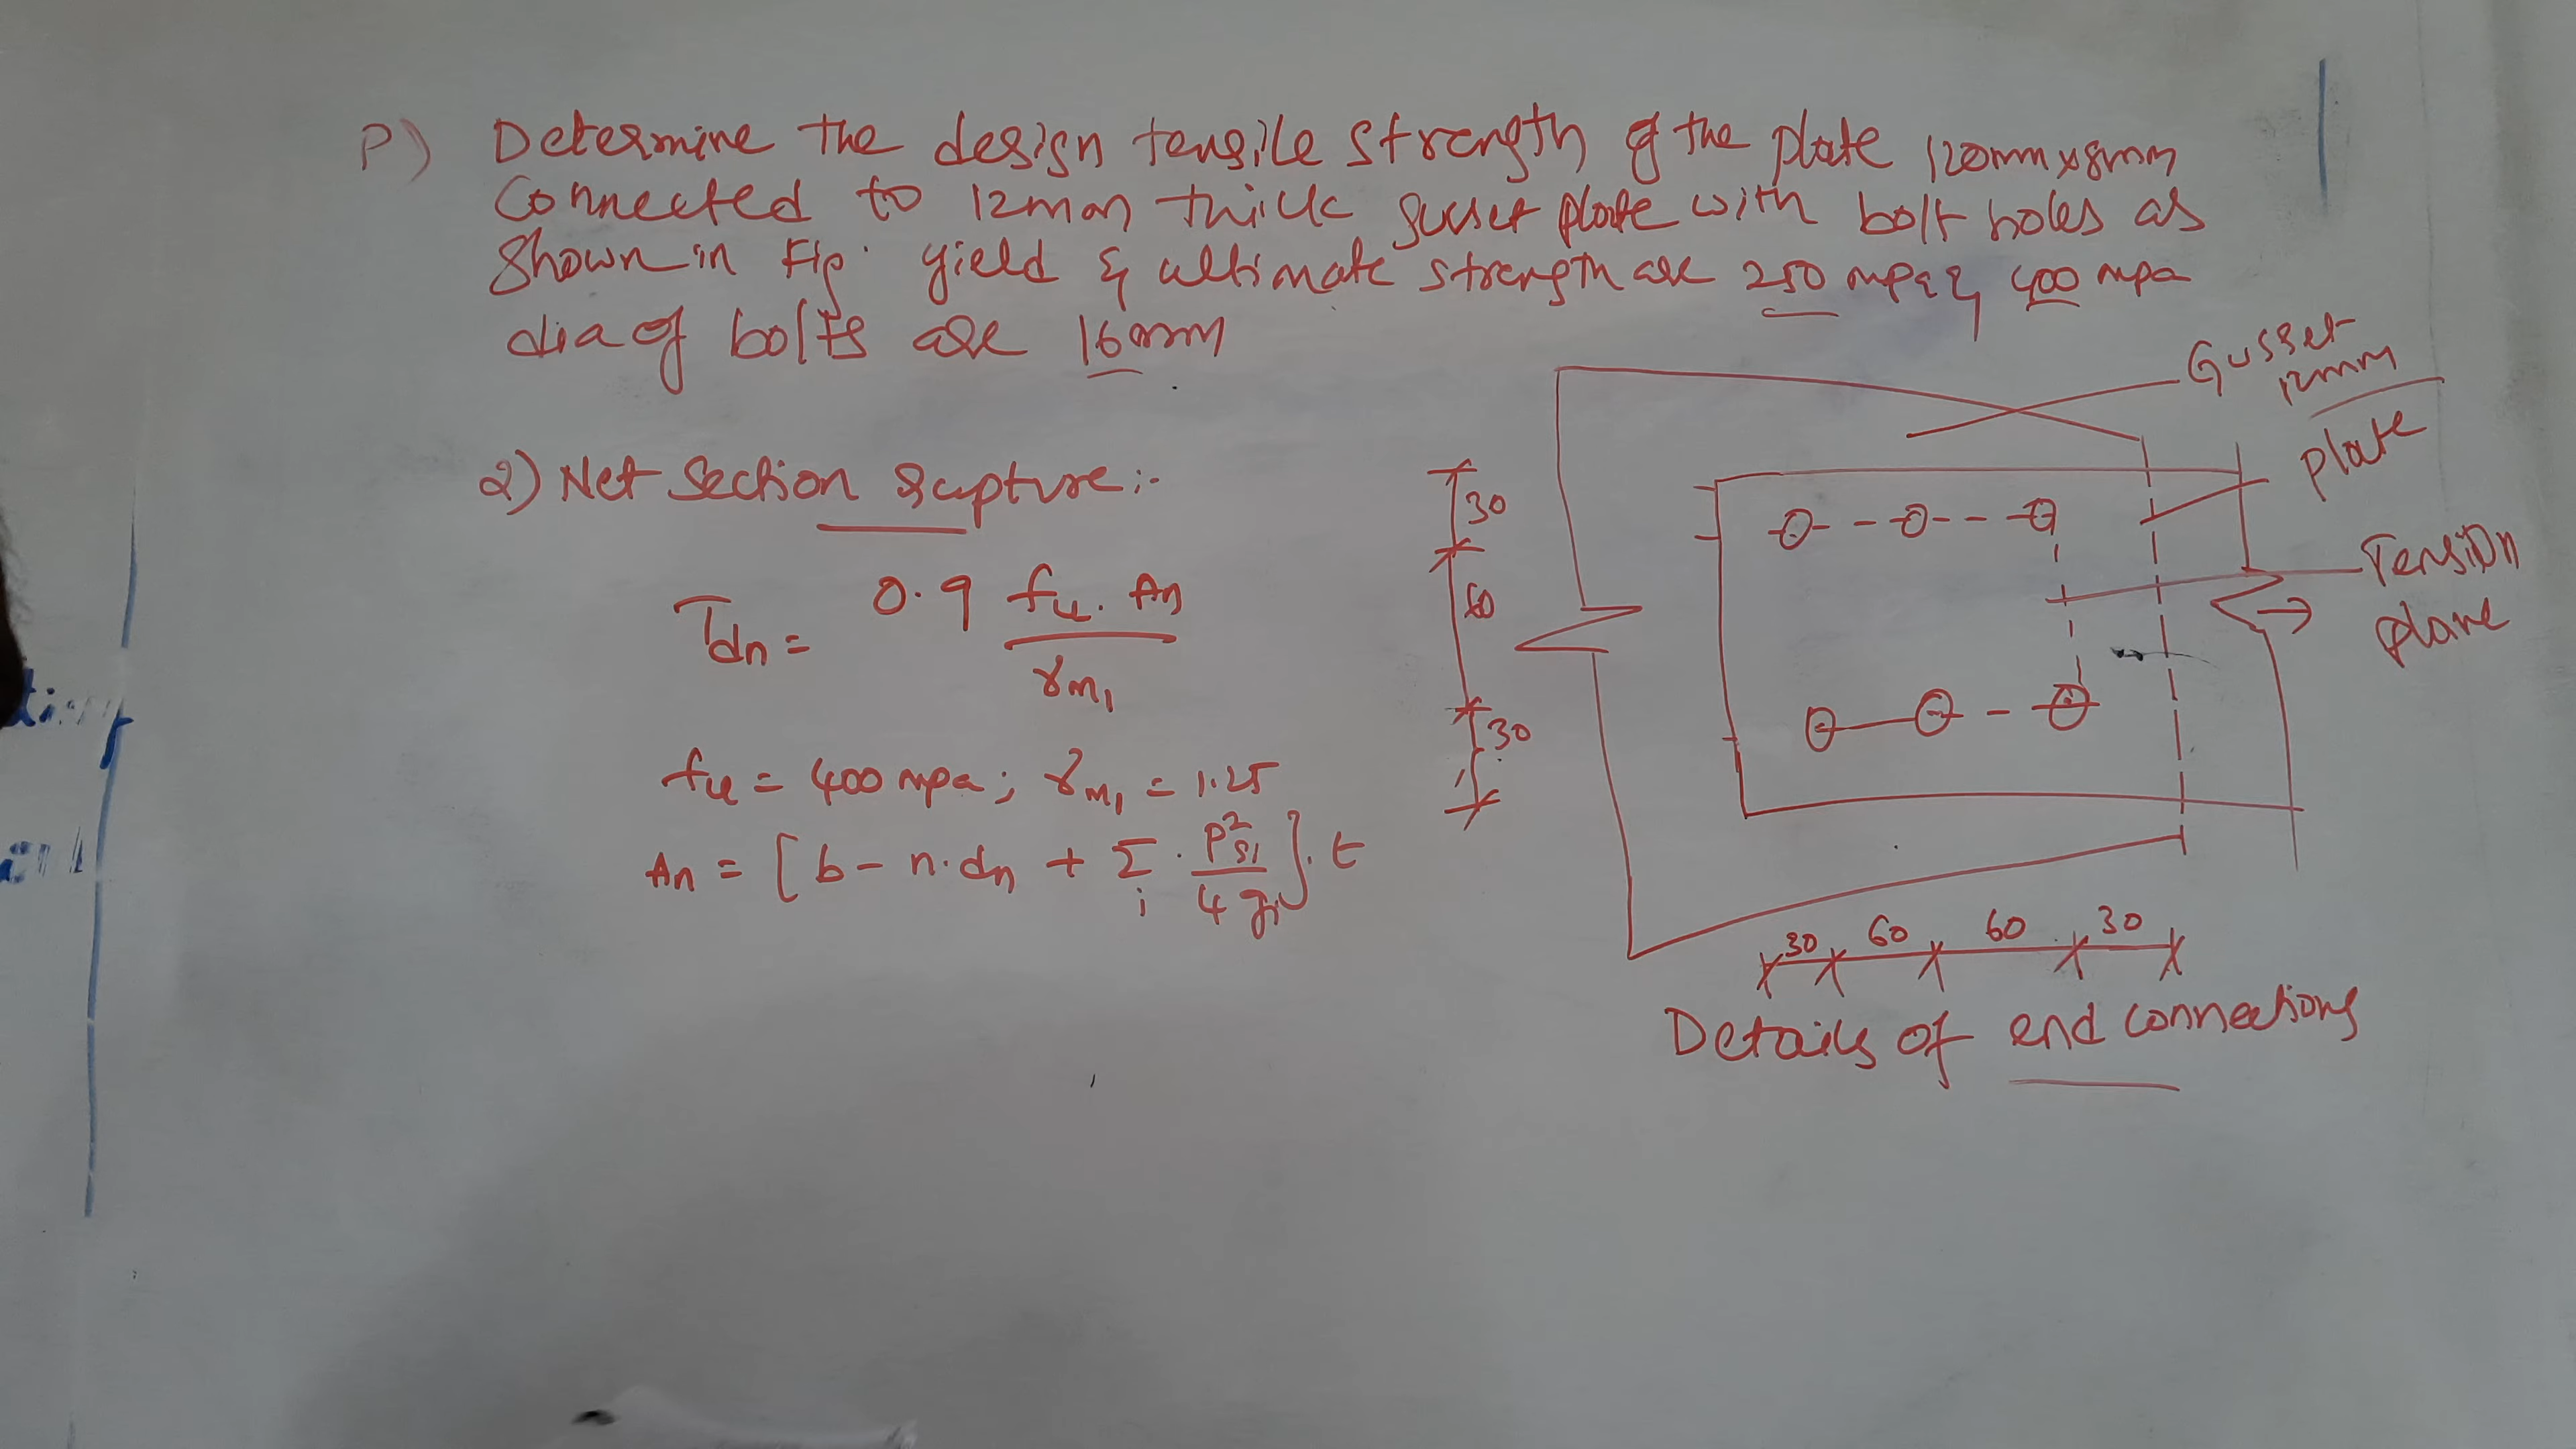 P) Determine the design tensile strength of the plate 120mm x 8mm
Connected to 12mm thick gusset plate with bolt holes as
shown in Fig. yield & ultimate strength are 250 mpa & 400 mpa
dia of bolts are 16mm
Gusset
12mm
plate
2) Net Section rupture:-
Tdn = 0.9 fu. An / γm1
fu = 400 mpa; γm1 = 1.25
An = [b - n.dn + Σi . P²si / 4 gi] . t
30
60
30
Tension
plane
30 60 60 30
Details of end connections